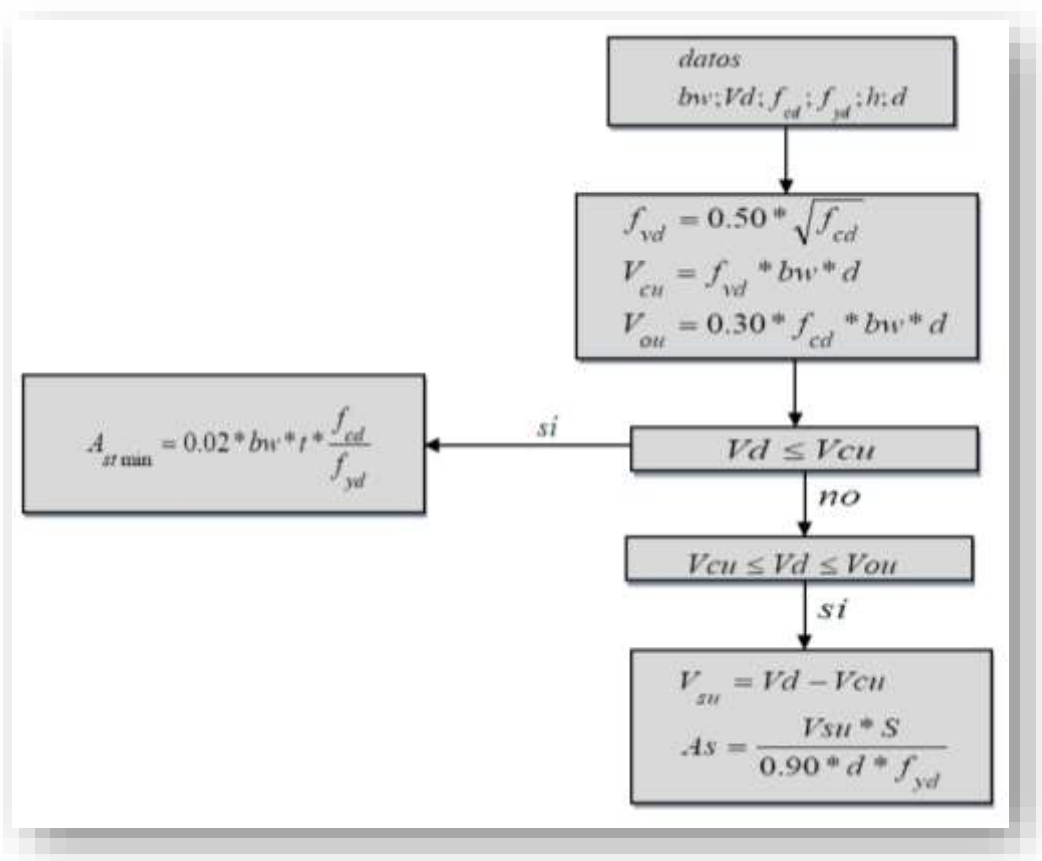 datos
bw; Vd; f_cd; f_yd; h; d
f_vd = 0.50 * √f_cd
V_cu = f_vd * bw * d
V_ou = 0.30 * f_cd * bw * d
A_st min = 0.02 * bw * t * f_cd / f_yd
si
Vd ≤ Vcu
no
Vcu ≤ Vd ≤ Vou
si
V_su = Vd − Vcu
As = Vsu * S / 0.90 * d * f_yd